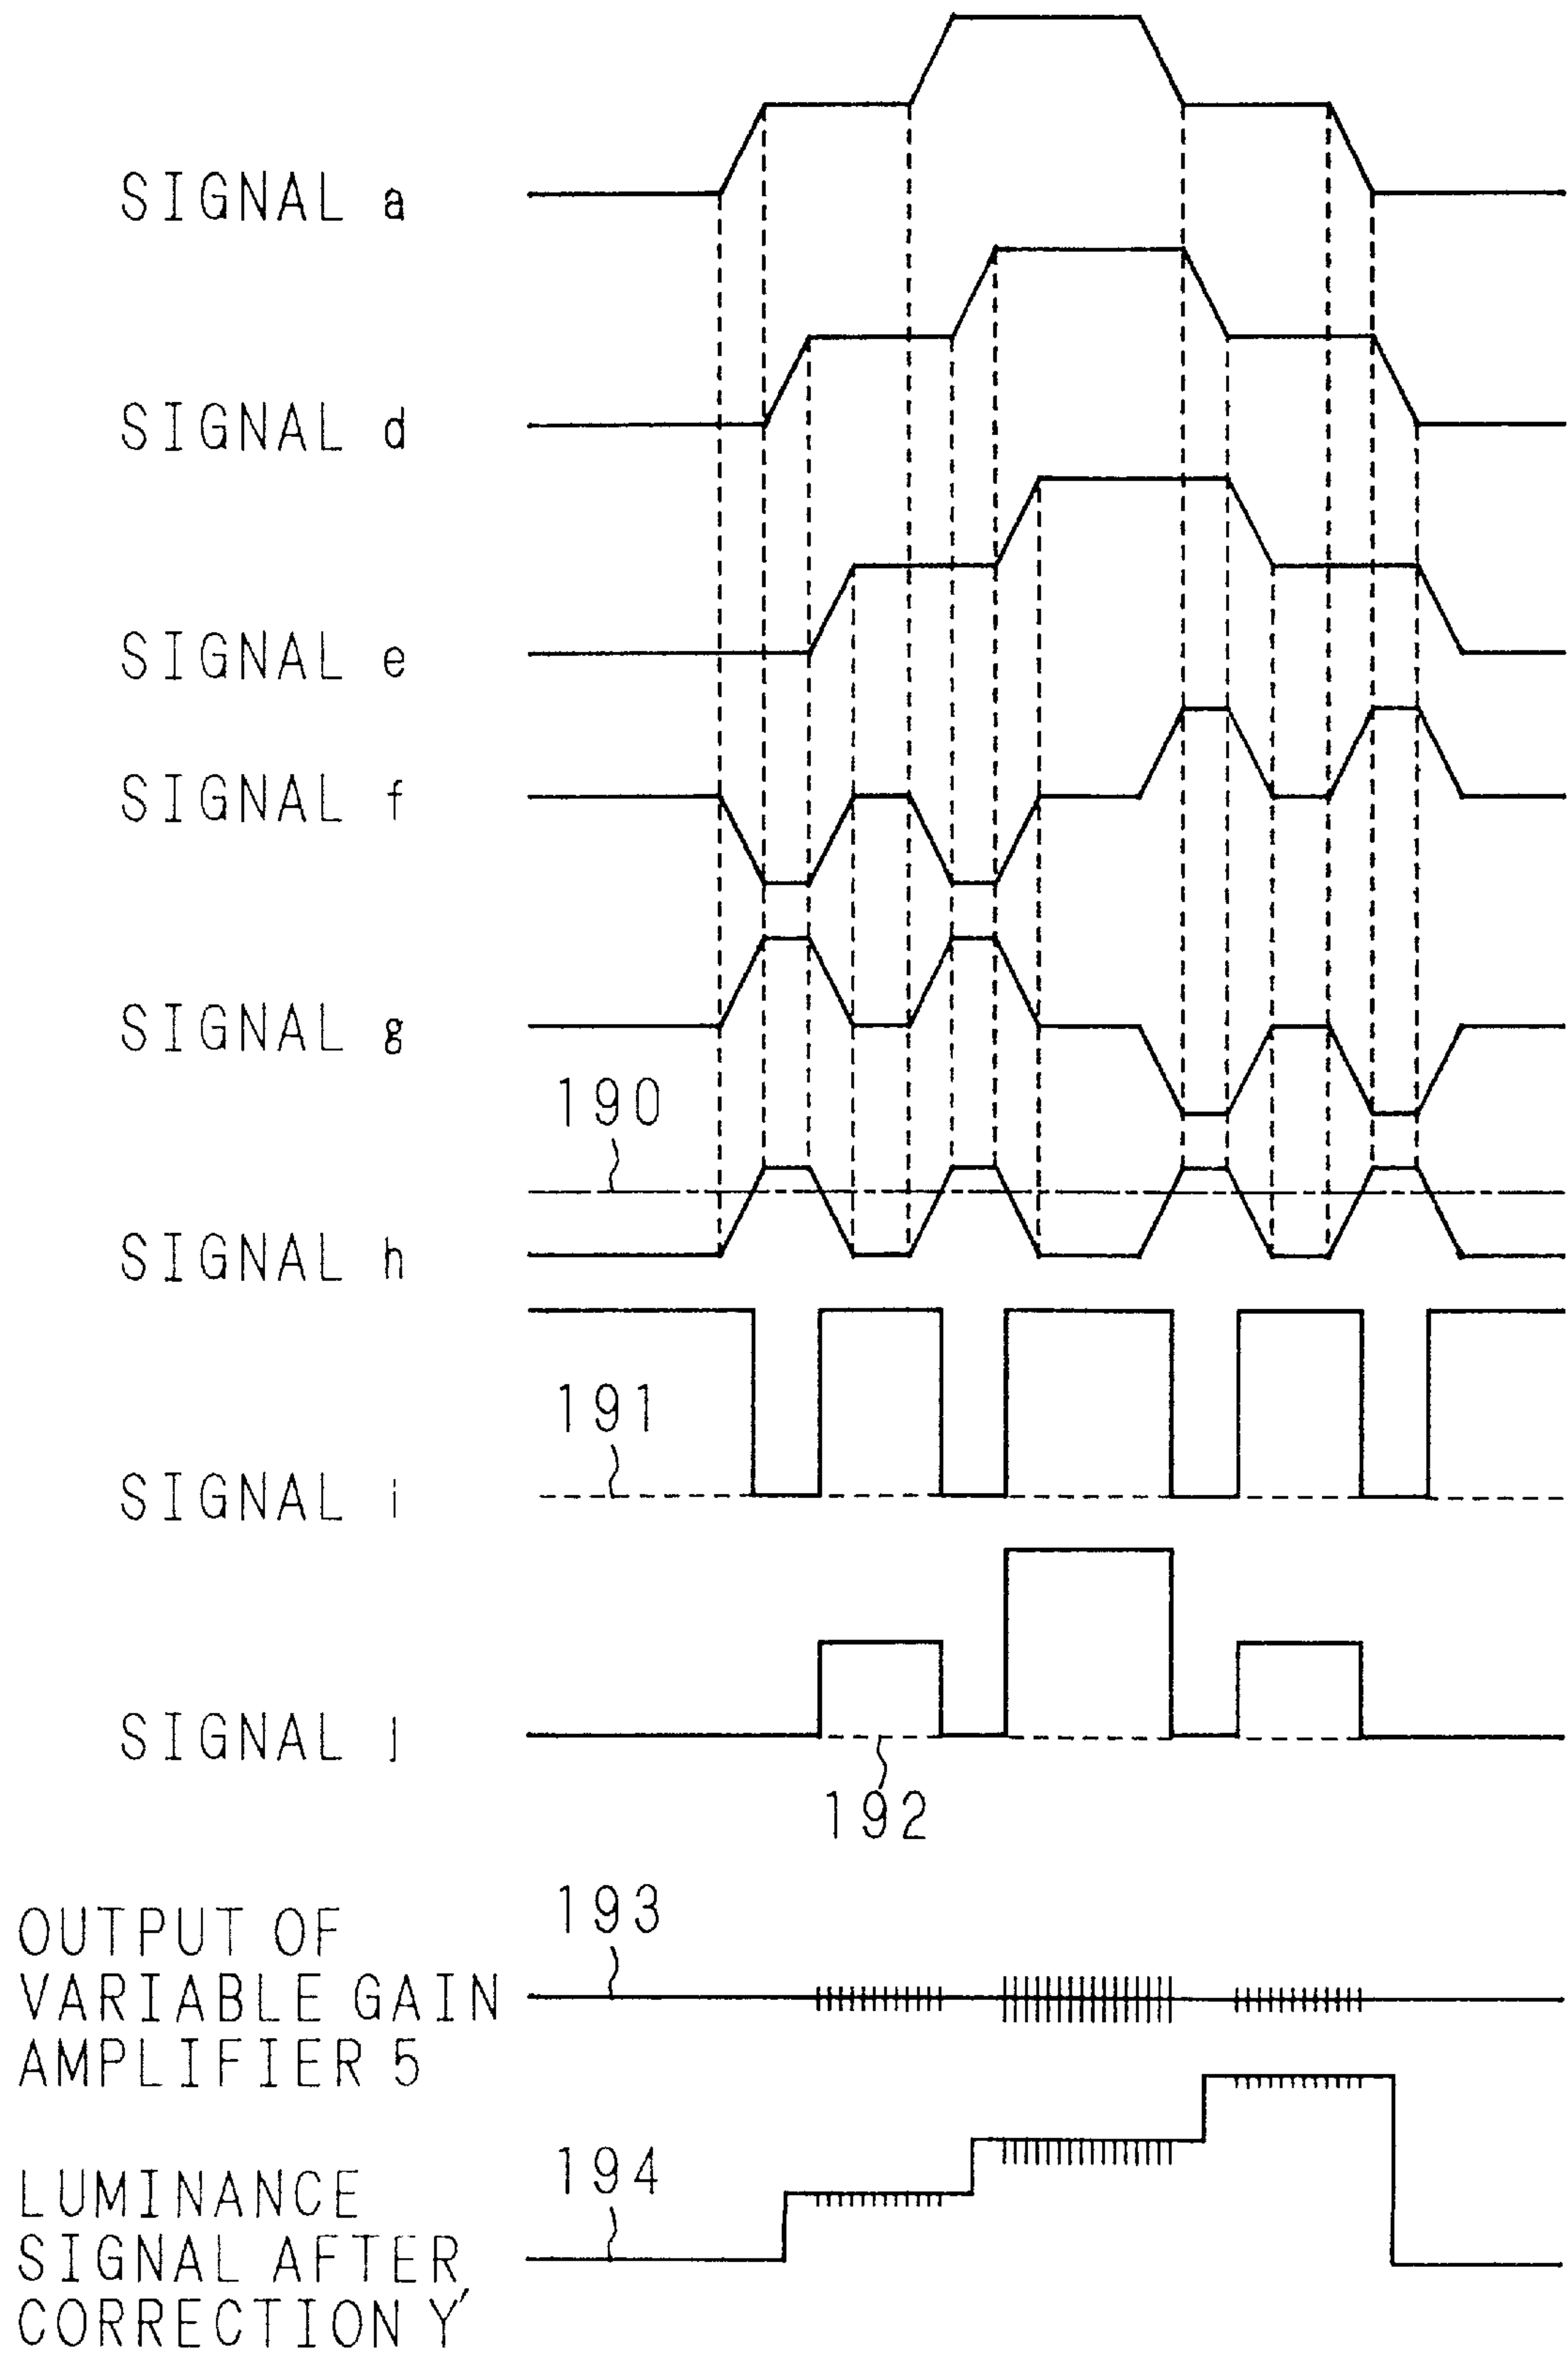 SIGNAL a
SIGNAL d
SIGNAL e
SIGNAL f
SIGNAL g
190
SIGNAL h
191
SIGNAL i
SIGNAL j
192
193
OUTPUT OF
VARIABLE GAIN
AMPLIFIER 5
194
LUMINANCE
SIGNAL AFTER
CORRECTION Y'